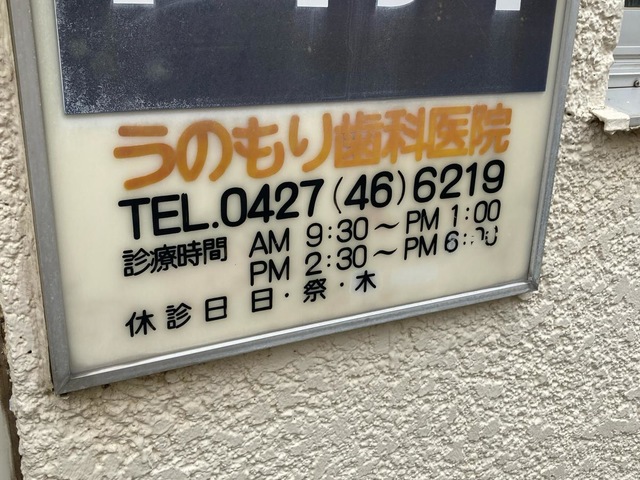 うのもり歯科医院
TEL.0427(46)6219
診療時間 AM 9:30～PM 1:00
PM 2:30～PM 6:00
休診日 日・祭・木